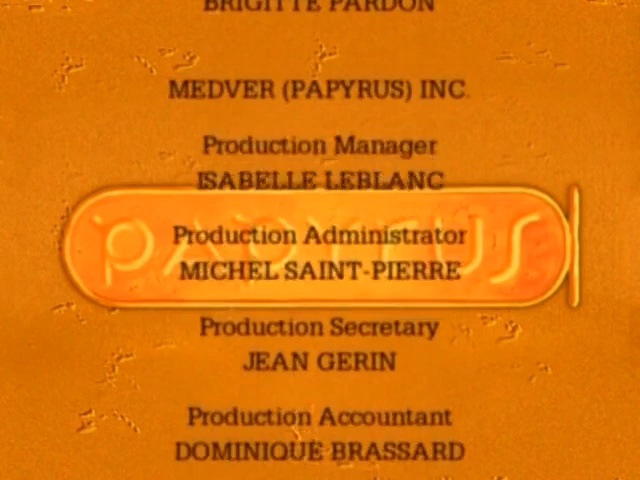 BRIGITTE PARDON
MEDVER (PAPYRUS) INC.
Production Manager
ISABELLE LEBLANC
PAPYRUS
Production Administrator
MICHEL SAINT-PIERRE
Production Secretary
JEAN GERIN
Production Accountant
DOMINIQUE BRASSARD